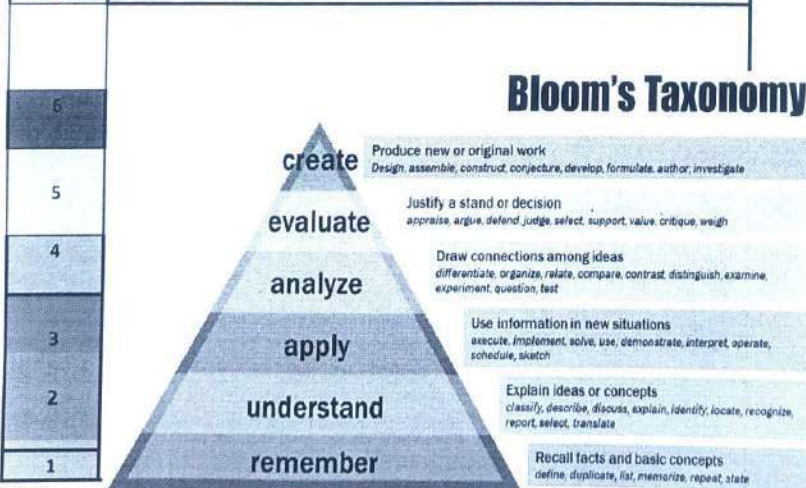 Bloom's Taxonomy
6
create
Produce new or original work
Design, assemble, construct, conjecture, develop, formulate, author, investigate
5
evaluate
Justify a stand or decision
appraise, argue, defend, judge, select, support, value, critique, weigh
4
analyze
Draw connections among ideas
differentiate, organize, relate, compare, contrast, distinguish, examine,
experiment, question, test
3
apply
Use information in new situations
execute, implement, solve, use, demonstrate, interpret, operate,
schedule, sketch
2
understand
Explain ideas or concepts
classify, describe, discuss, explain, identify, locate, recognize,
report, select, translate
1
remember
Recall facts and basic concepts
define, duplicate, list, memorize, repeat, state